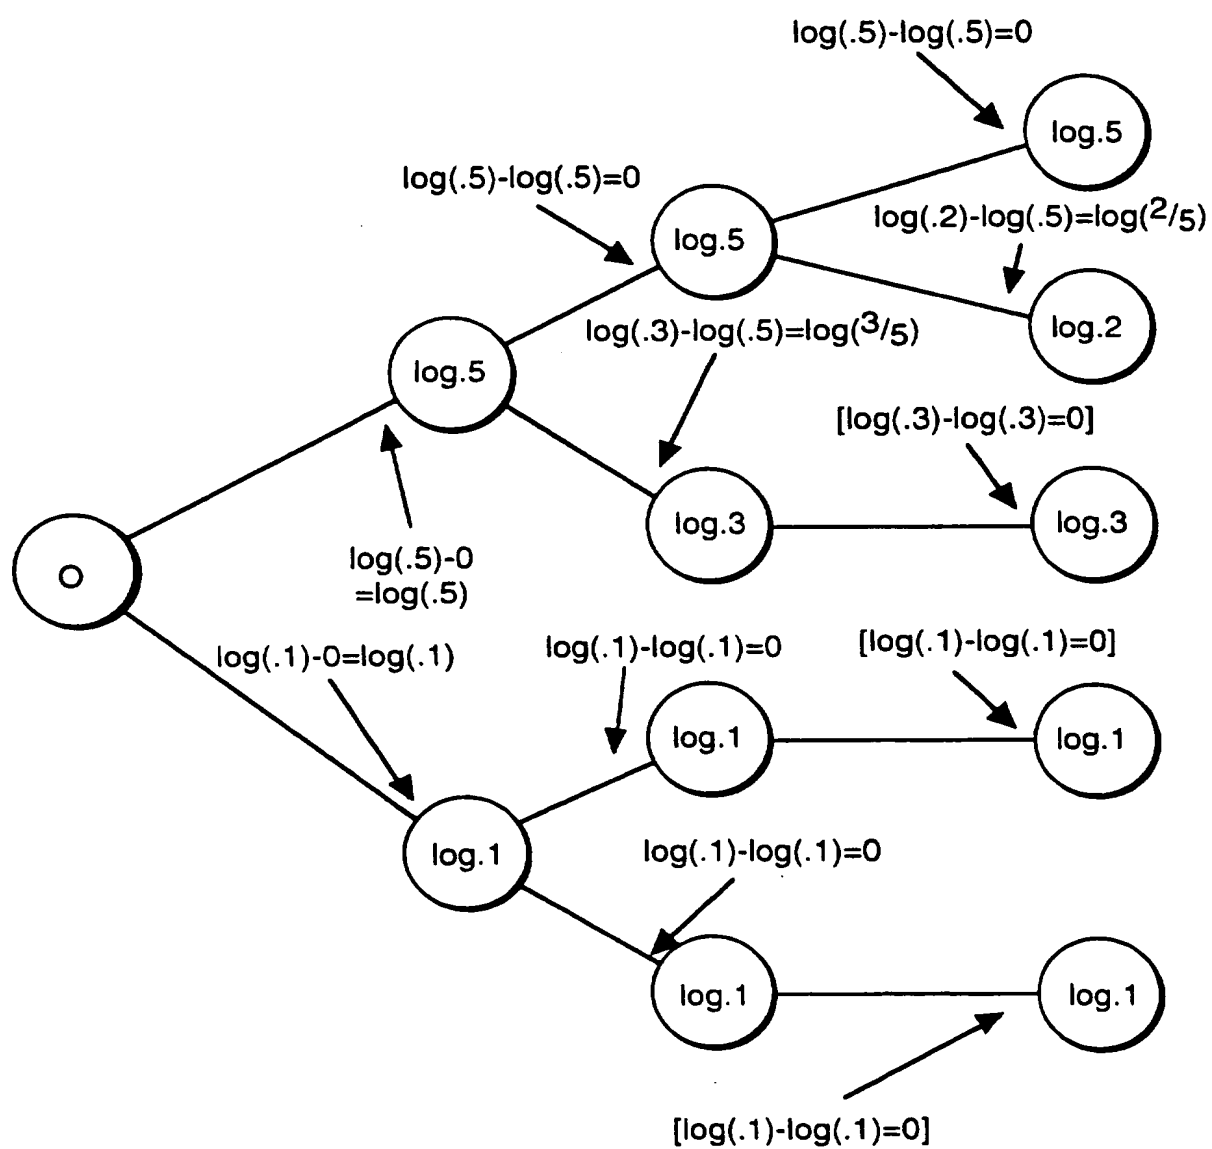 log(.5)-log(.5)=0
log.5
log(.5)-log(.5)=0
log(.2)-log(.5)=log(2/5)
log.5
log(.3)-log(.5)=log(3/5)
log.2
log.5
[log(.3)-log(.3)=0]
log.3
log.3
log(.5)-0
=log(.5)
O
log(.1)-0=log(.1)
log(.1)-log(.1)=0
[log(.1)-log(.1)=0]
log.1
log.1
log.1
log(.1)-log(.1)=0
log.1
log.1
[log(.1)-log(.1)=0]